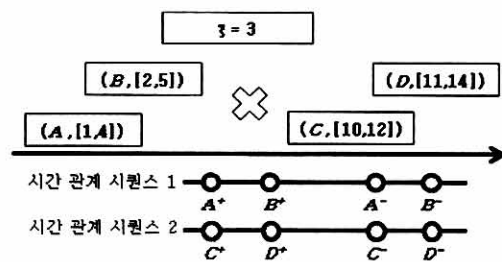 ʒ = 3
(B,[2,5])
(D,[11,14])
(A,[1,4])
(C,[10,12])
시간 관계 시퀀스 1
A⁺ B⁺ A⁻ B⁻
시간 관계 시퀀스 2
C⁺ D⁺ C⁻ D⁻